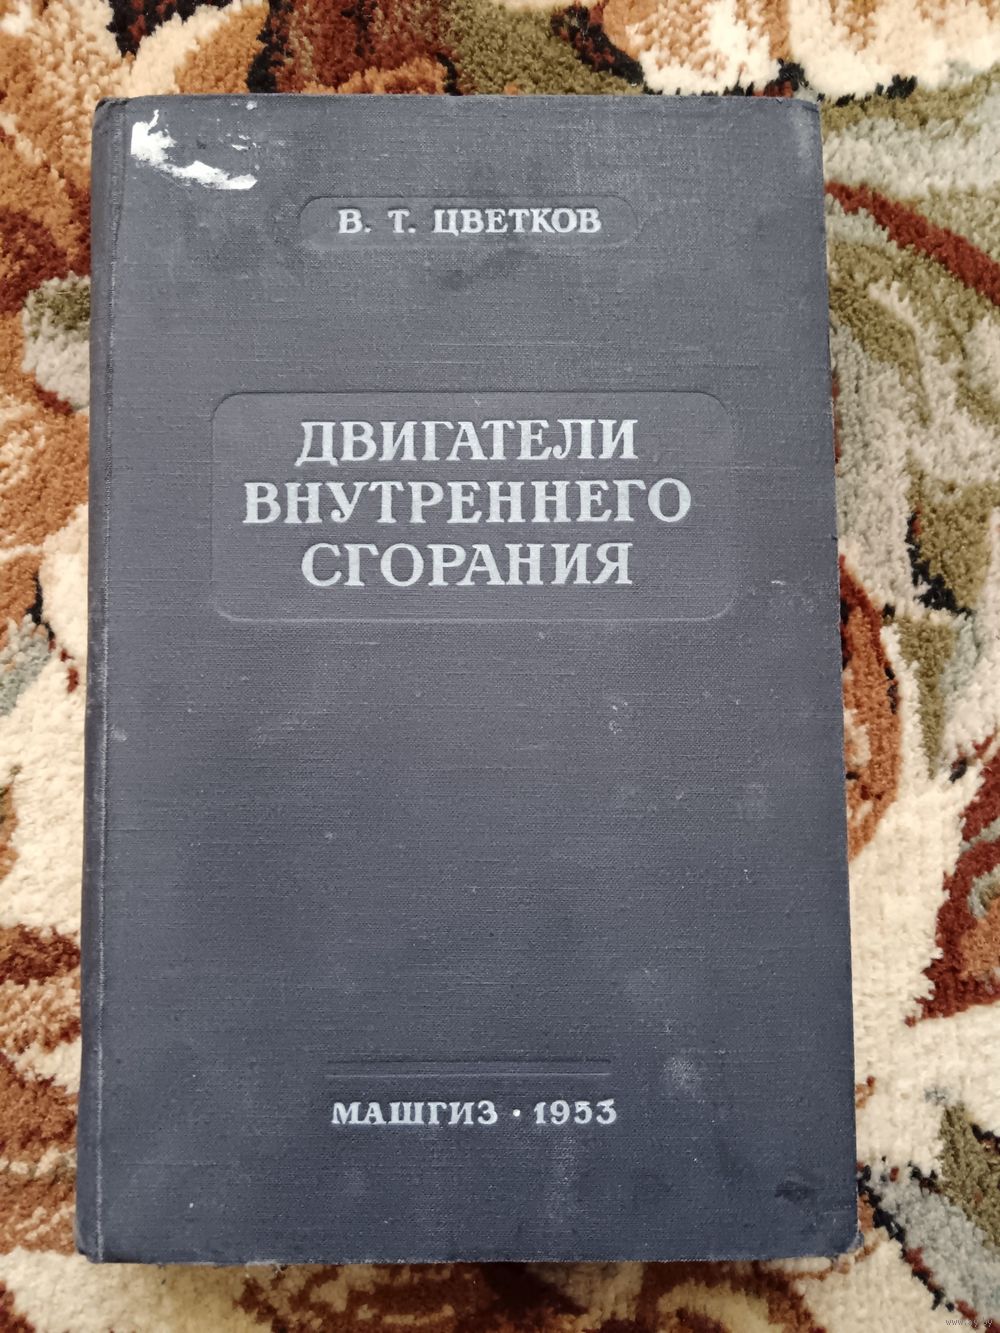 В. Т. ЦВЕТКОВ
ДВИГАТЕЛИ
ВНУТРЕННЕГО
СГОРАНИЯ
МАШГИЗ · 1953